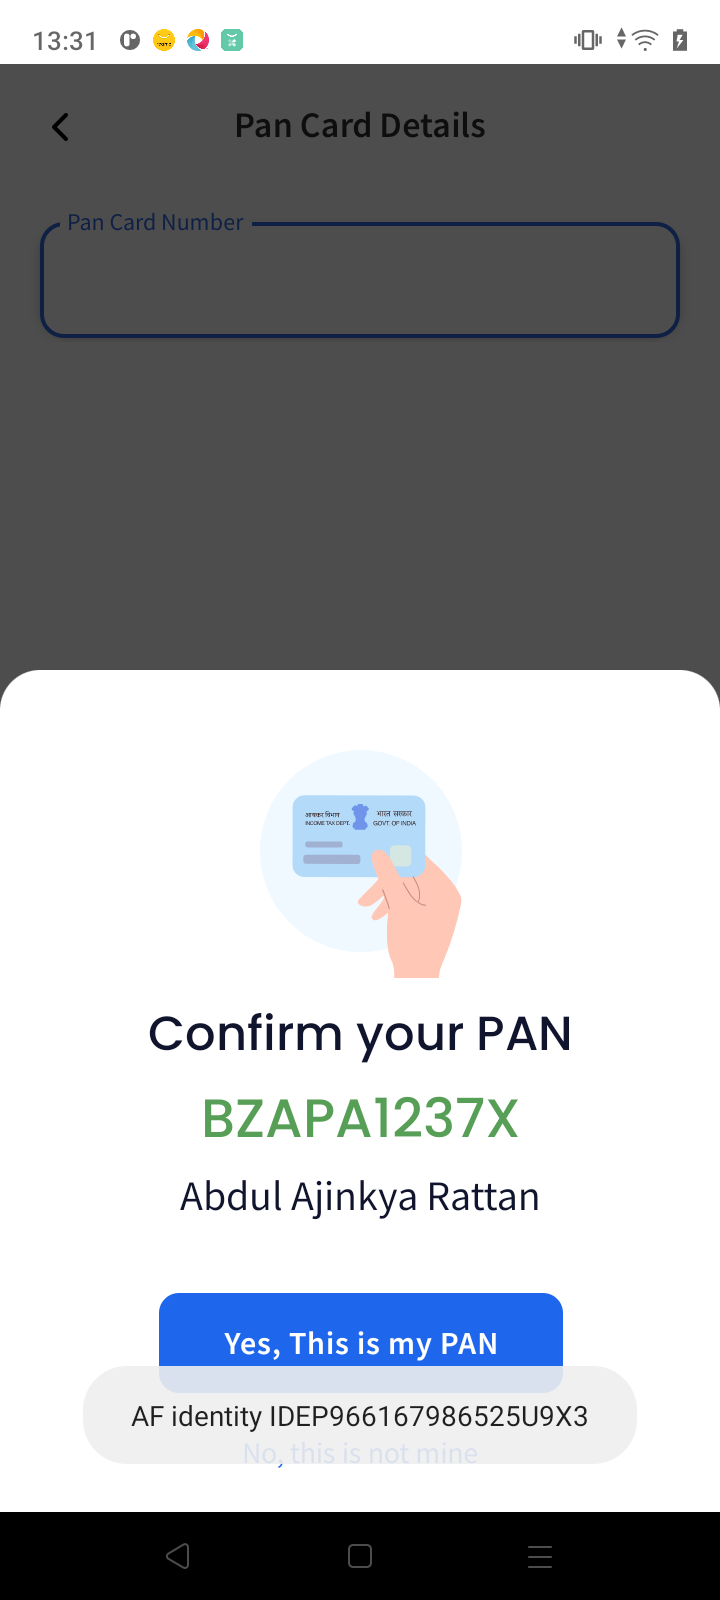 13:31
Pan Card Details
Pan Card Number
आयकर विभाग
INCOME TAX DEPT.
भारत सरकार
GOVT. OF INDIA
Confirm your PAN
BZAPA1237X
Abdul Ajinkya Rattan
Yes, This is my PAN
AF identity IDEP966167986525U9X3
No, this is not mine